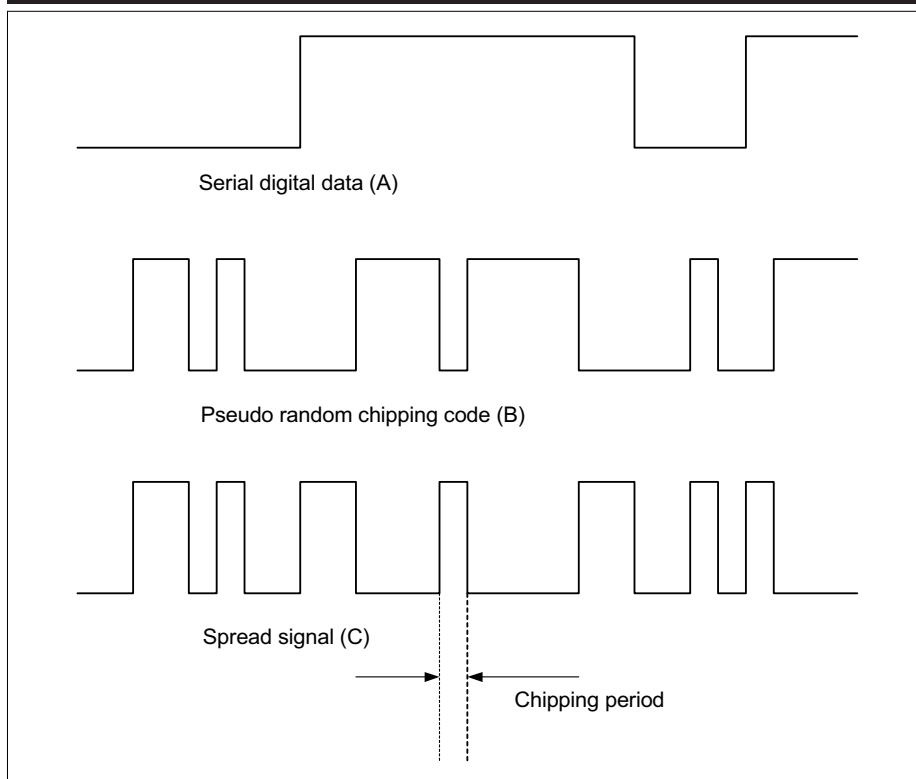 Serial digital data (A)
Pseudo random chipping code (B)
Spread signal (C)
Chipping period